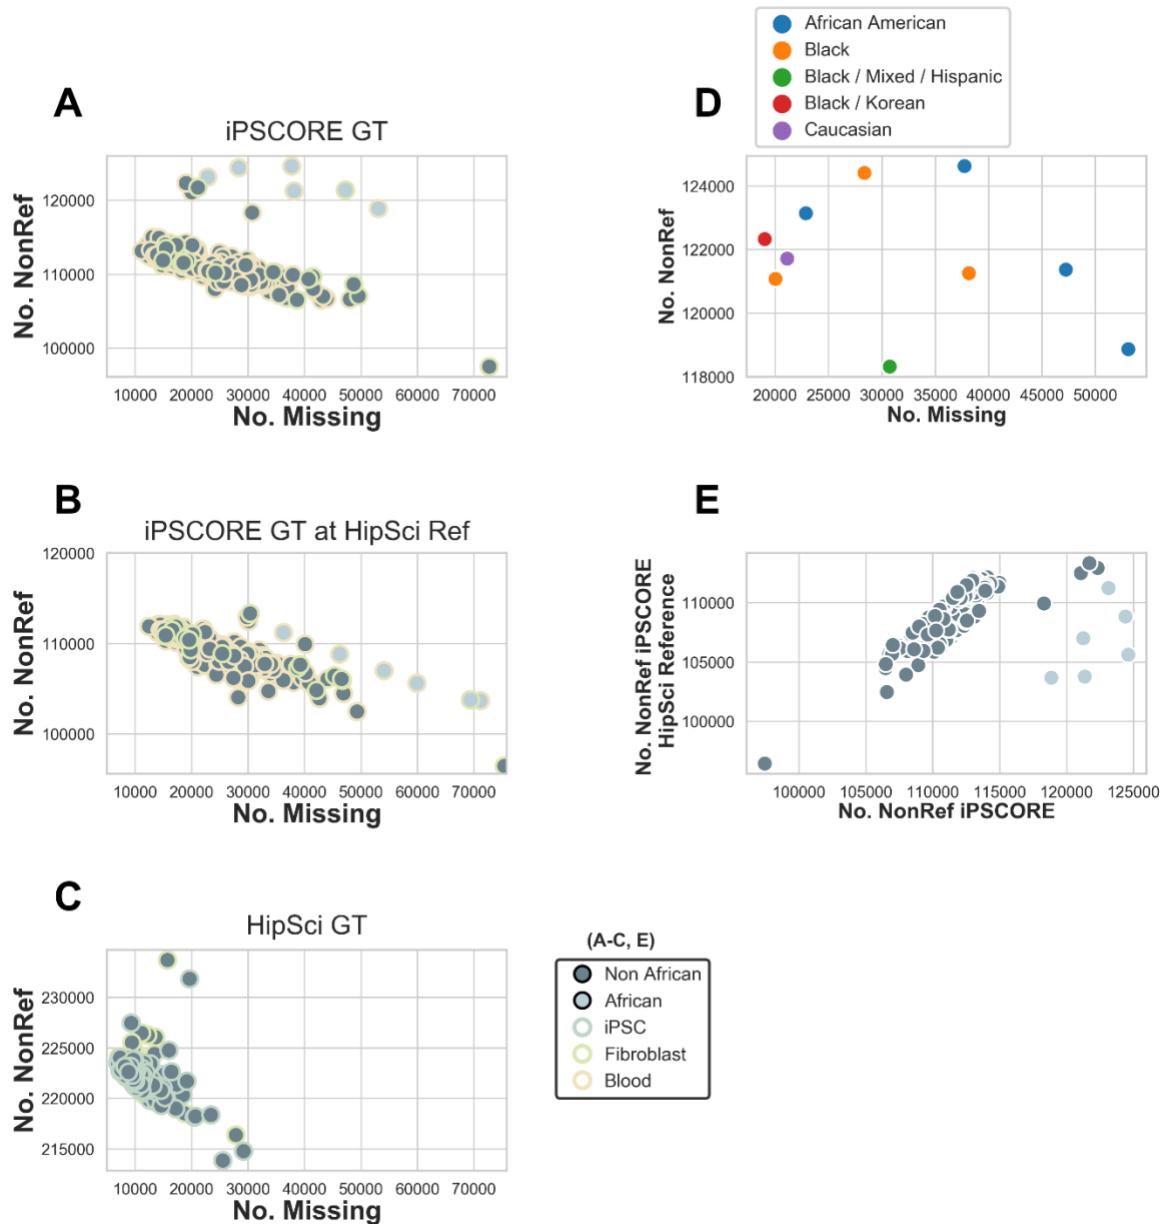 A
iPSCORE GT
No. NonRef
120000
110000
100000
10000 20000 30000 40000 50000 60000 70000
No. Missing
African American
Black
Black / Mixed / Hispanic
Black / Korean
Caucasian
D
No. NonRef
124000
122000
120000
118000
20000 25000 30000 35000 40000 45000 50000
No. Missing
B
iPSCORE GT at HipSci Ref
No. NonRef
120000
110000
100000
10000 20000 30000 40000 50000 60000 70000
No. Missing
E
No. NonRef iPSCORE
HipSci Reference
110000
105000
100000
100000 105000 110000 115000 120000 125000
No. NonRef iPSCORE
C
HipSci GT
No. NonRef
230000
225000
220000
215000
10000 20000 30000 40000 50000 60000 70000
No. Missing
(A-C, E)
Non African
African
iPSC
Fibroblast
Blood